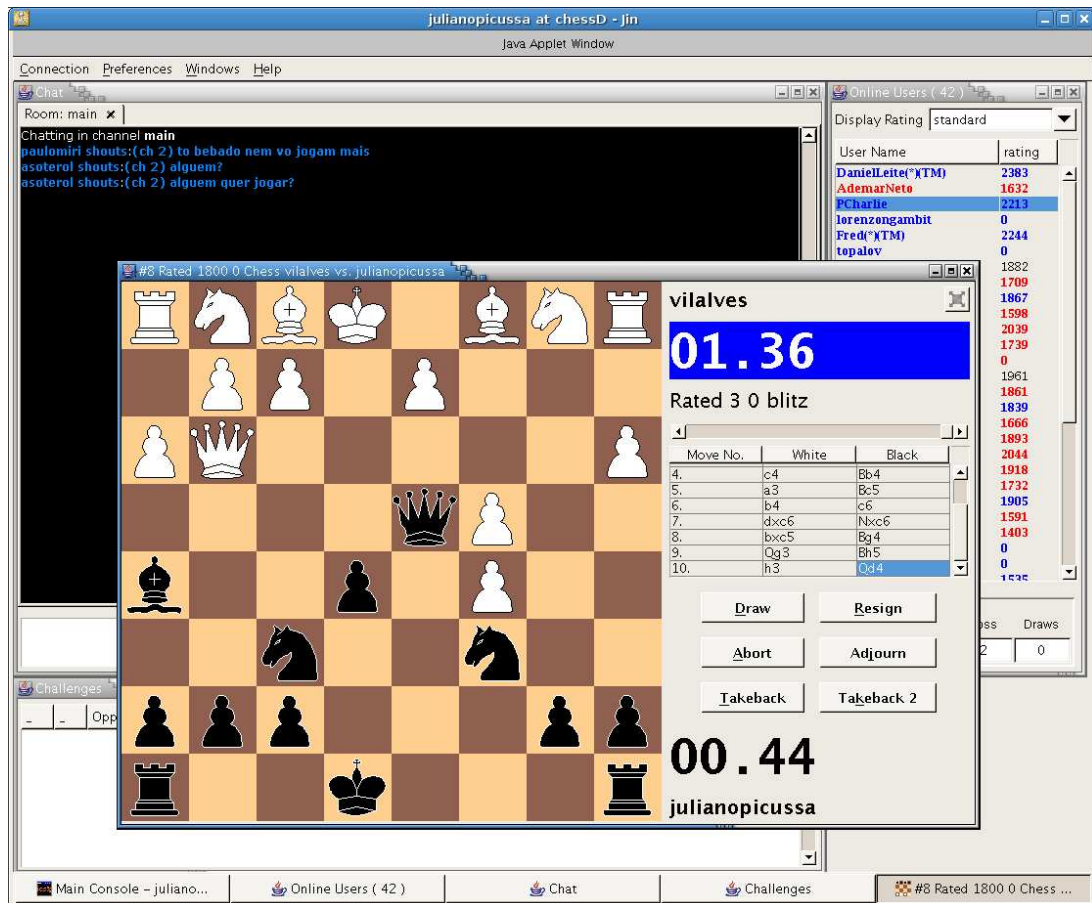 julianopicussa at chessD - Jin
Java Applet Window
Connection Preferences Windows Help
Chat
Room: main
Chatting in channel main
paulomiri shouts:(ch 2) to bebado nem vo jogam mais
asoterol shouts:(ch 2) alguem?
asoterol shouts:(ch 2) alguem quer jogar?
Online Users ( 42 )
Display Rating standard
User Name rating
DanielLeite(*)(TM) 2383
AdemarNeto 1632
PCharlie 2213
lorenzongambit 0
Fred(*)(TM) 2244
topalov 0
1882
1709
1867
1598
2039
1739
0
1961
1861
1839
1666
1893
2044
1918
1732
1905
1591
1403
0
0
1535
Draws
2 0
#8 Rated 1800 0 Chess vilalves vs. julianopicussa
vilalves
01.36
Rated 3 0 blitz
Move No. White Black
4. c4 Bb4
5. a3 Bc5
6. b4 c6
7. dxc6 Nxc6
8. bxc5 Bg4
9. Qg3 Bh5
10. h3 Qd4
Draw Resign
Abort Adjourn
Takeback Takeback 2
00.44
julianopicussa
Challenges
- - Opp
Main Console - juliano... Online Users ( 42 ) Chat Challenges #8 Rated 1800 0 Chess ...